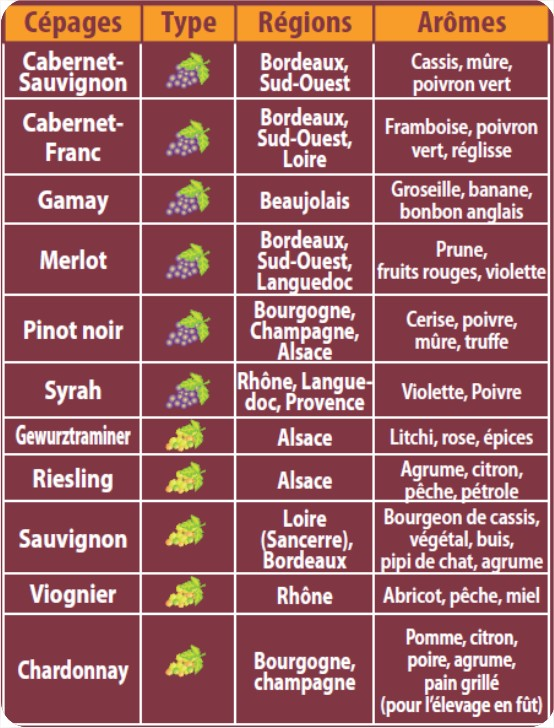 Cépages Type Régions Arômes
Cabernet-
Sauvignon
Bordeaux,
Sud-Ouest
Cassis, mûre,
poivron vert
Cabernet-
Franc
Bordeaux,
Sud-Ouest,
Loire
Framboise, poivron
vert, réglisse
Gamay
Beaujolais
Groseille, banane,
bonbon anglais
Merlot
Bordeaux,
Sud-Ouest,
Languedoc
Prune,
fruits rouges, violette
Pinot noir
Bourgogne,
Champagne,
Alsace
Cerise, poivre,
mûre, truffe
Syrah
Rhône, Langue-
doc, Provence
Violette, Poivre
Gewurztraminer
Alsace
Litchi, rose, épices
Riesling
Alsace
Agrume, citron,
pêche, pétrole
Sauvignon
Loire
(Sancerre),
Bordeaux
Bourgeon de cassis,
végétal, buis,
pipi de chat, agrume
Viognier
Rhône
Abricot, pêche, miel
Chardonnay
Bourgogne,
champagne
Pomme, citron,
poire, agrume,
pain grillé
(pour l'élevage en fût)